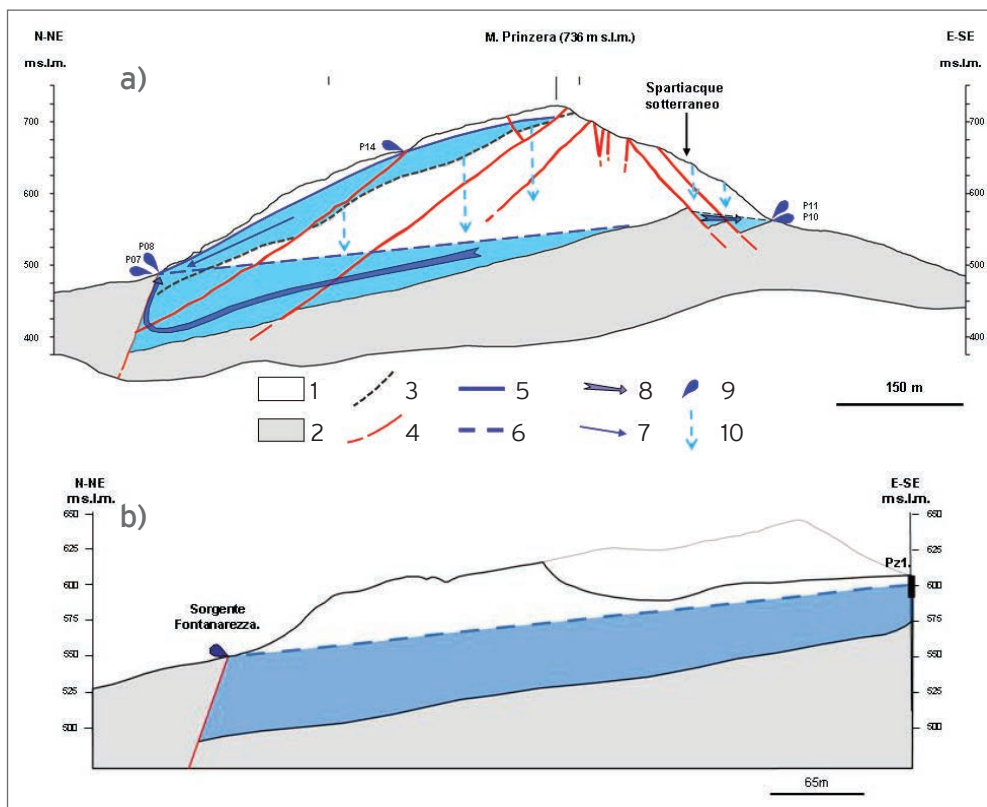 N-NE
m s.l.m.
M. Prinzera (736 m s.l.m.)
E-SE
m s.l.m.
a)
Spartiacque
sotterraneo
700
600
500
400
700
600
500
400
P14
P08
P07
P11
P10
1
3
5
8
9
2
4
6
7
10
150 m
N-NE
m s.l.m.
E-SE
m s.l.m.
b)
650
625
600
575
550
525
500
650
625
600
575
550
525
500
Pz1.
Sorgente
Fontanarezza.
65m